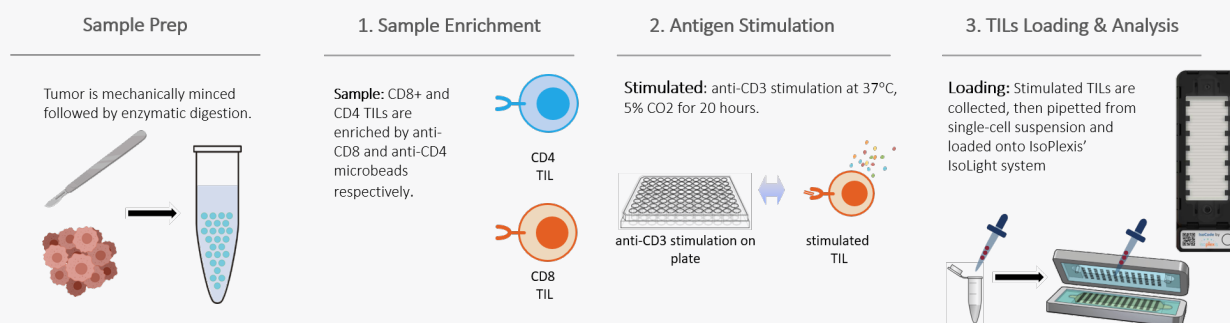 Sample Prep
Tumor is mechanically minced
followed by enzymatic digestion.
1. Sample Enrichment
Sample: CD8+ and
CD4 TILs are
enriched by anti-
CD8 and anti-CD4
microbeads
respectively.
CD4
TIL
CD8
TIL
2. Antigen Stimulation
Stimulated: anti-CD3 stimulation at 37°C,
5% CO2 for 20 hours.
anti-CD3 stimulation on
plate
stimulated
TIL
3. TILs Loading & Analysis
Loading: Stimulated TILs are
collected, then pipetted from
single-cell suspension and
loaded onto IsoPlexis’
IsoLight system